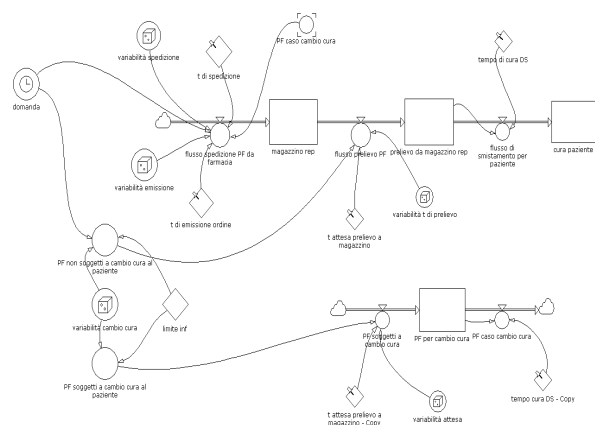 PF caso cambio cura
variabilità spedizione
t di spedizione
tempo di cura DS
domanda
flusso spedizione PF da
farmacia
magazzino rep
flusso prelievo PF
prelievo da magazzino rep
flusso di
smistamento per
paziente
cura paziente
variabilità emissione
t di emissione ordine
variabilità t di prelievo
t attesa prelievo a
magazzino
PF non soggetti a cambio cura al
paziente
variabilità cambio cura
limite inf
PF soggetti a
cambio cura
PF per cambio cura
PF caso cambio cura
PF soggetti a cambio cura al
paziente
t attesa prelievo a
magazzino - Copy
variabilità attesa
tempo cura DS - Copy